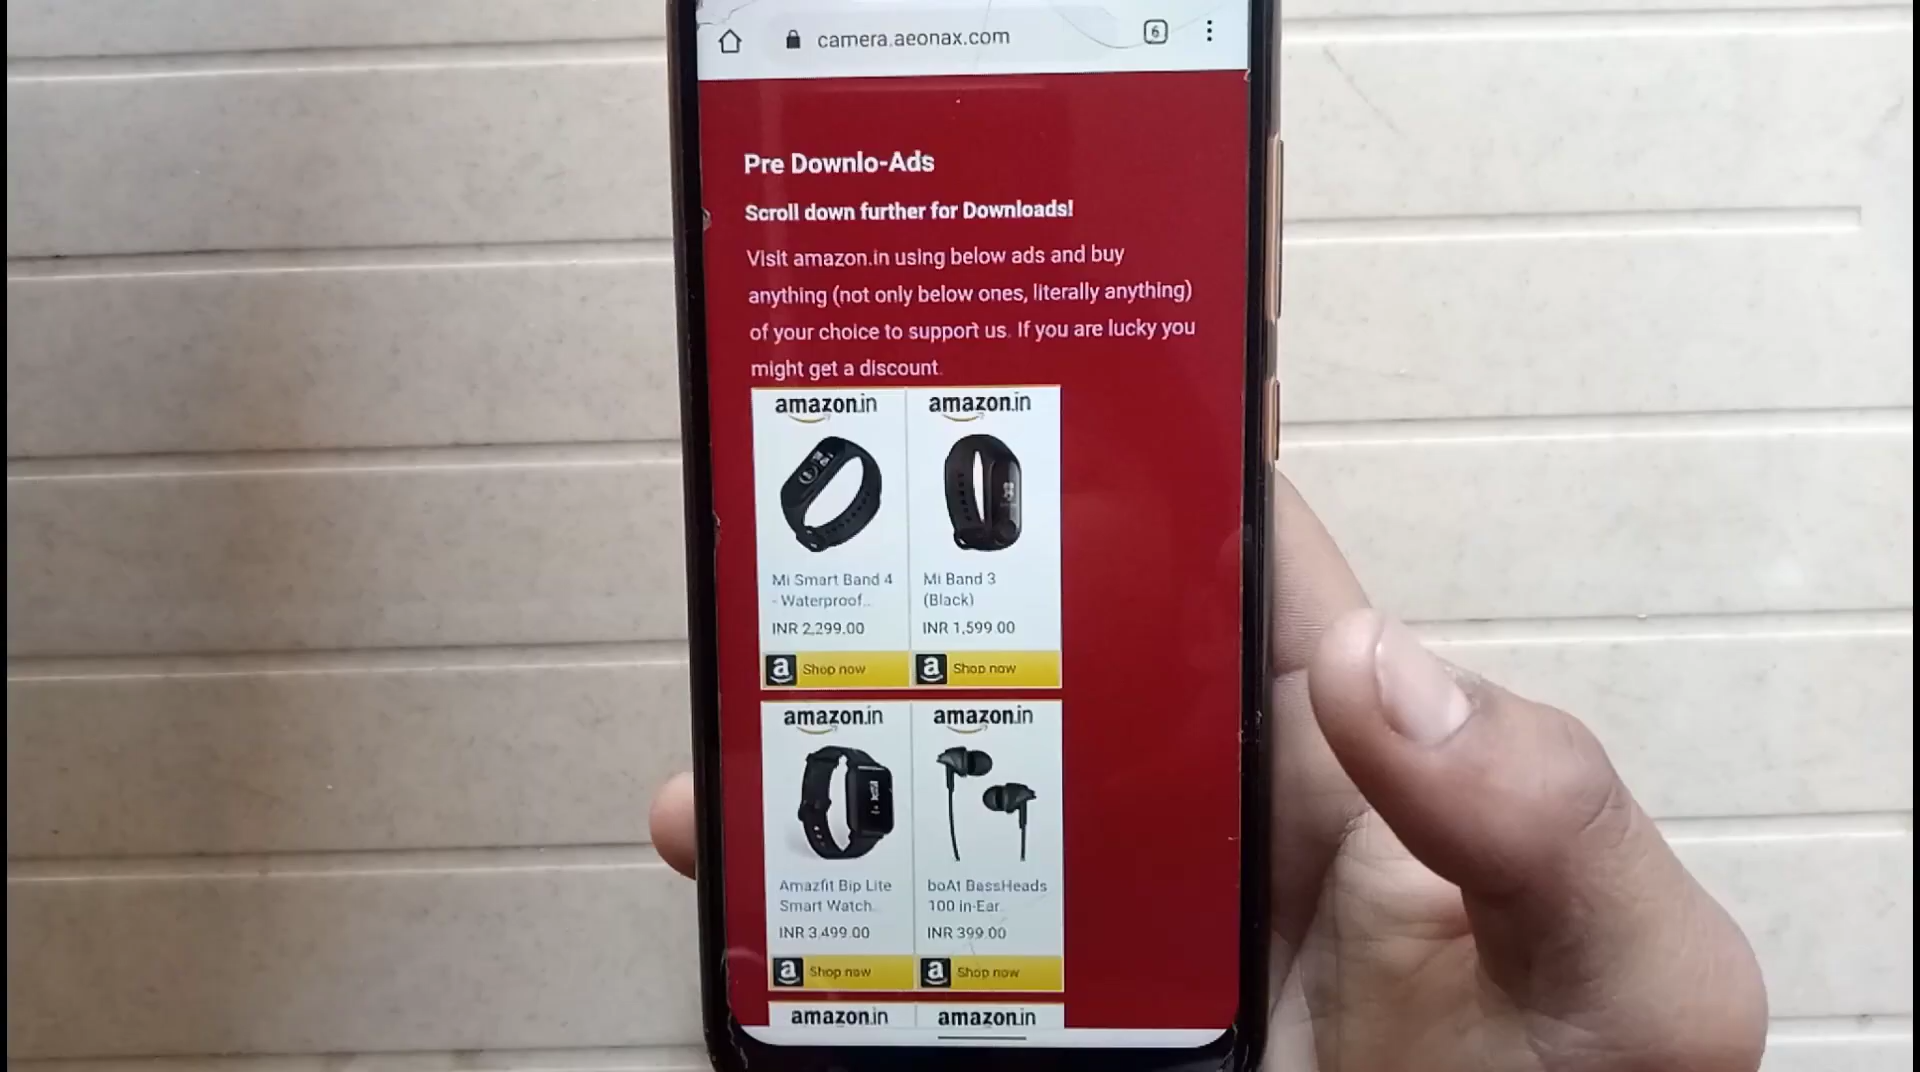 camera.aeonax.com
6
Pre Downlo-Ads
Scroll down further for Downloads!
Visit amazon.in using below ads and buy
anything (not only below ones, literally anything)
of your choice to support us. If you are lucky you
might get a discount.
amazon.in
amazon.in
Mi Smart Band 4
- Waterproof...
INR 2,299.00
Mi Band 3
(Black)
INR 1,599.00
a Shop now
a Shop now
amazon.in
amazon.in
Amazfit Bip Lite
Smart Watch...
INR 3,499.00
boAt BassHeads
100 in-Ear...
INR 399.00
a Shop now
a Shop now
amazon.in
amazon.in